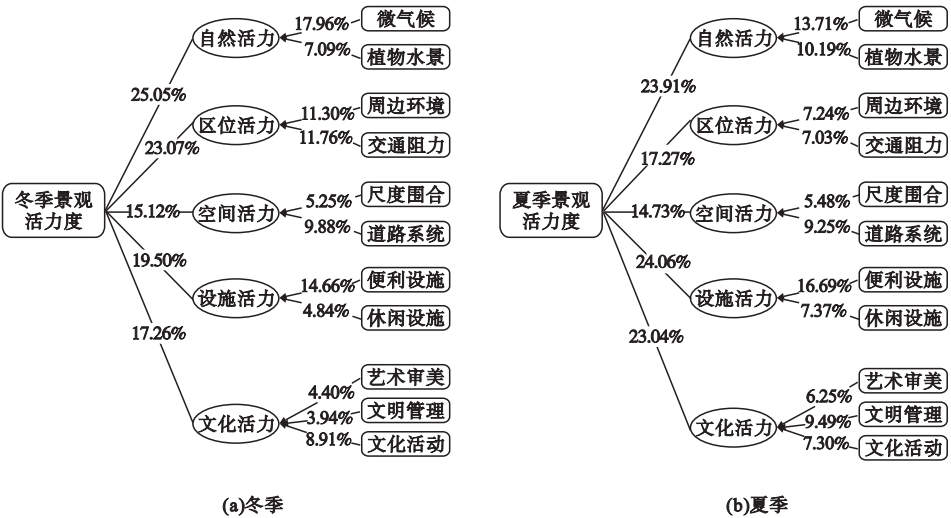 冬季景观
活力度
25.05%
23.07%
15.12%
19.50%
17.26%
自然活力
17.96%
微气候
7.09%
植物水景
区位活力
11.30%
周边环境
11.76%
交通阻力
空间活力
5.25%
尺度围合
9.88%
道路系统
设施活力
14.66%
便利设施
4.84%
休闲设施
文化活力
4.40%
艺术审美
3.94%
文明管理
8.91%
文化活动
(a)冬季
夏季景观
活力度
23.91%
17.27%
14.73%
24.06%
23.04%
自然活力
13.71%
微气候
10.19%
植物水景
区位活力
7.24%
周边环境
7.03%
交通阻力
空间活力
5.48%
尺度围合
9.25%
道路系统
设施活力
16.69%
便利设施
7.37%
休闲设施
文化活力
6.25%
艺术审美
9.49%
文明管理
7.30%
文化活动
(b)夏季